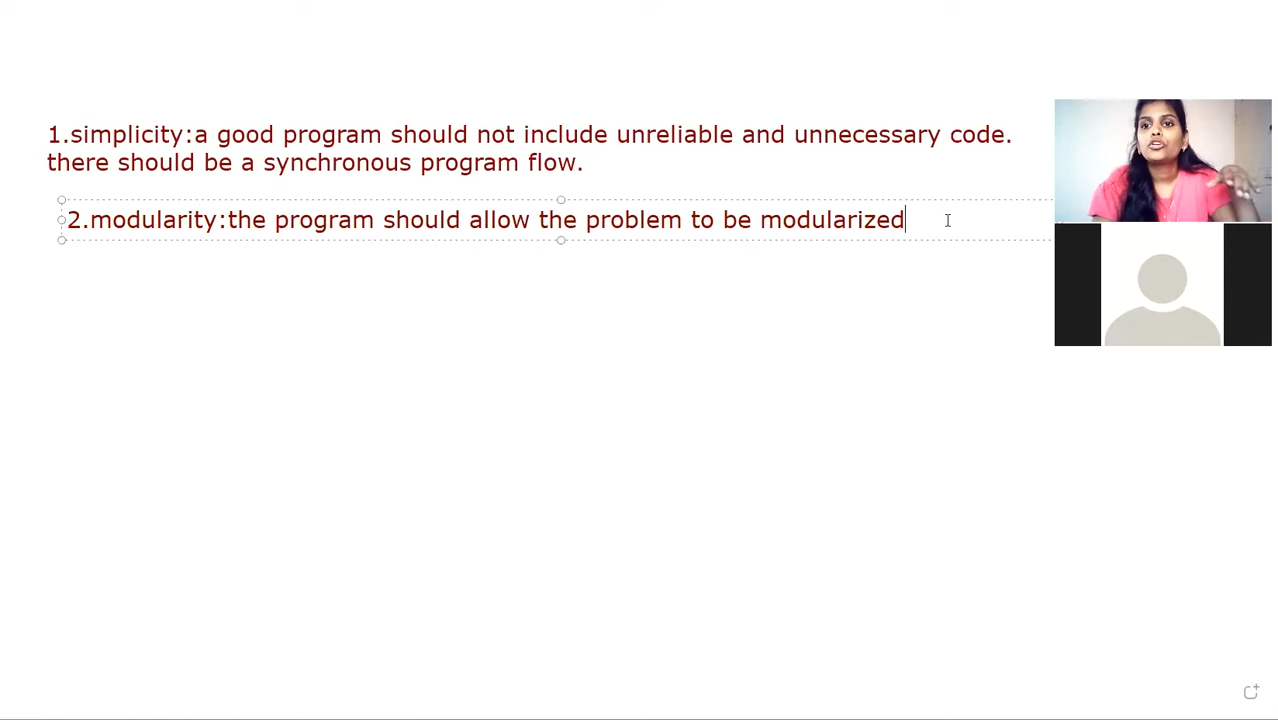 1.simplicity:a good program should not include unreliable and unnecessary code.
there should be a synchronous program flow.
2.modularity:the program should allow the problem to be modularized